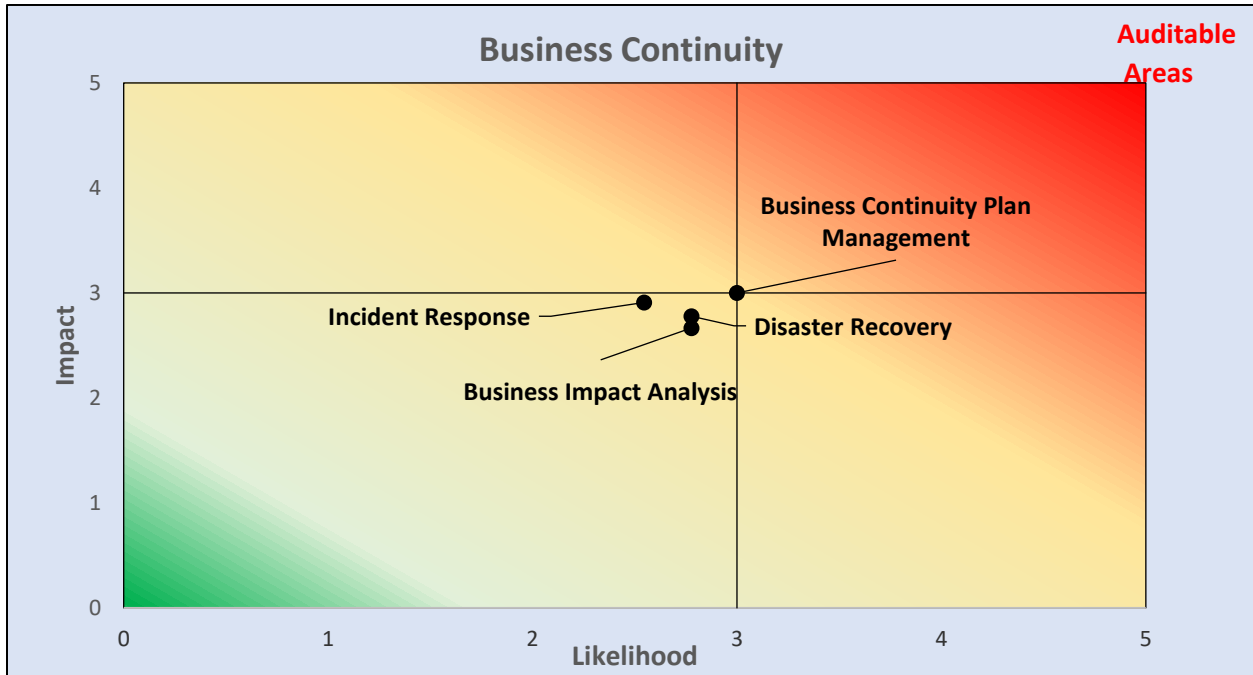 Business Continuity
Auditable
Areas
5
4
3
2
1
0
Impact
Business Continuity Plan
Management
Incident Response
Disaster Recovery
Business Impact Analysis
0 1 2 3 4 5
Likelihood